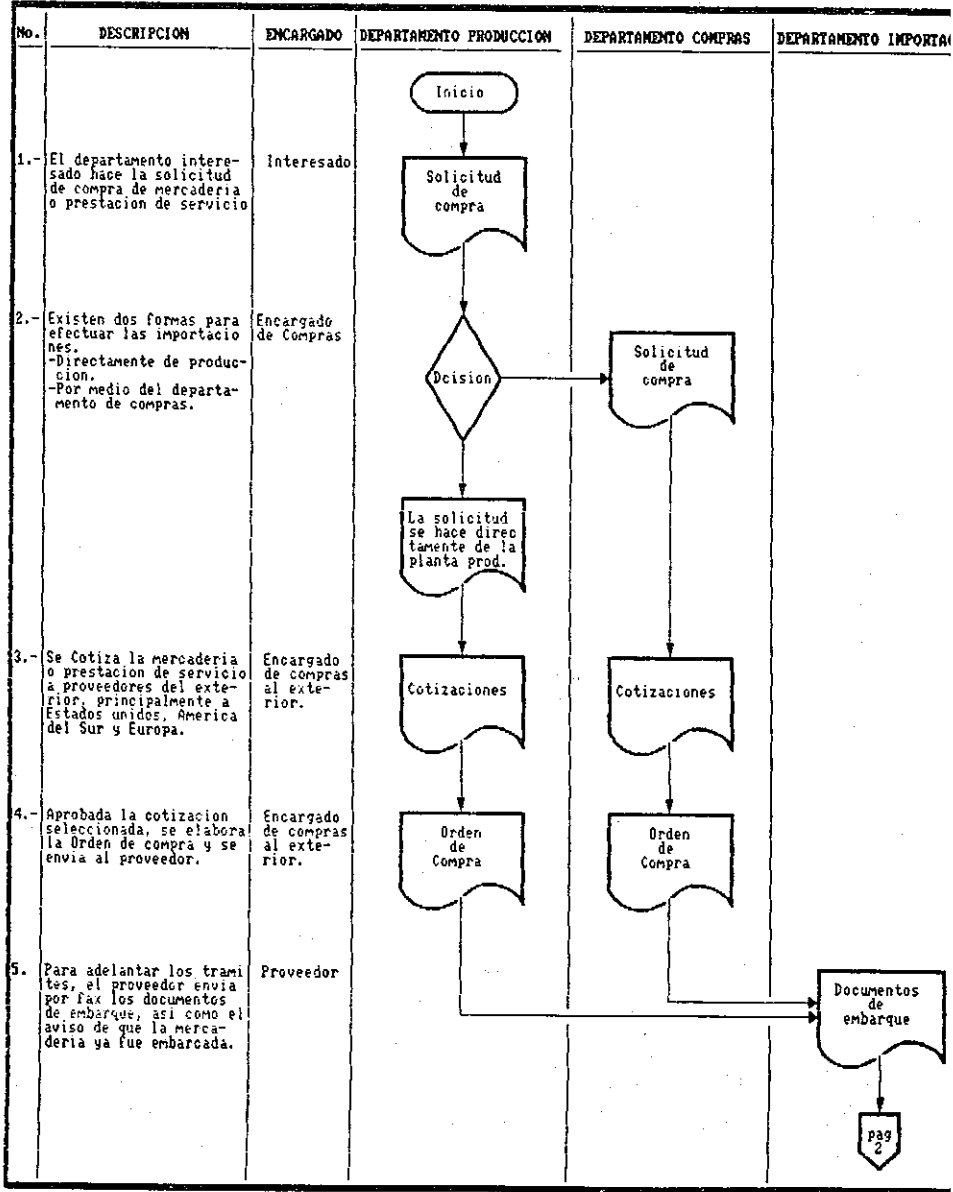 No. DESCRIPCION ENCARGADO DEPARTAMENTO PRODUCCION DEPARTAMENTO COMPRAS DEPARTAMENTO IMPORTA
Inicio
1.- El departamento intere-
sado hace la solicitud
de compra de mercaderia
o prestacion de servicio
Interesado
Solicitud
de
compra
2.- Existen dos formas para
efectuar las importacio
nes.
-Directamente de produc-
cion.
-Por medio del departa-
mento de compras.
Encargado
de Compras
Dcision
Solicitud
de
compra
La solicitud
se hace direc
tamente de la
planta prod.
3.- Se Cotiza la mercaderia
o prestacion de servicio
a proveedores del exte-
rior, principalmente a
Estados unidos, America
del Sur y Europa.
Encargado
de compras
al exte-
rior.
Cotizaciones
Cotizaciones
4.- Aprobada la cotizacion
seleccionada, se elabora
la Orden de compra y se
envia al proveedor.
Encargado
de compras
al exte-
rior.
Orden
de
Compra
Orden
de
Compra
5. Para adelantar los trami
tes, el proveedor envia
por fax los documentos
de embarque, asi como el
aviso de que la merca-
deria ya fue embarcada.
Proveedor
Documentos
de
embarque
pag
2